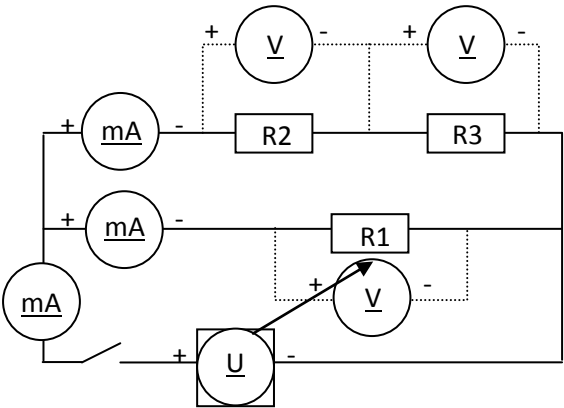 + V - + V -
+ mA - R2 R3
+ mA - R1
mA + V -
+ U -